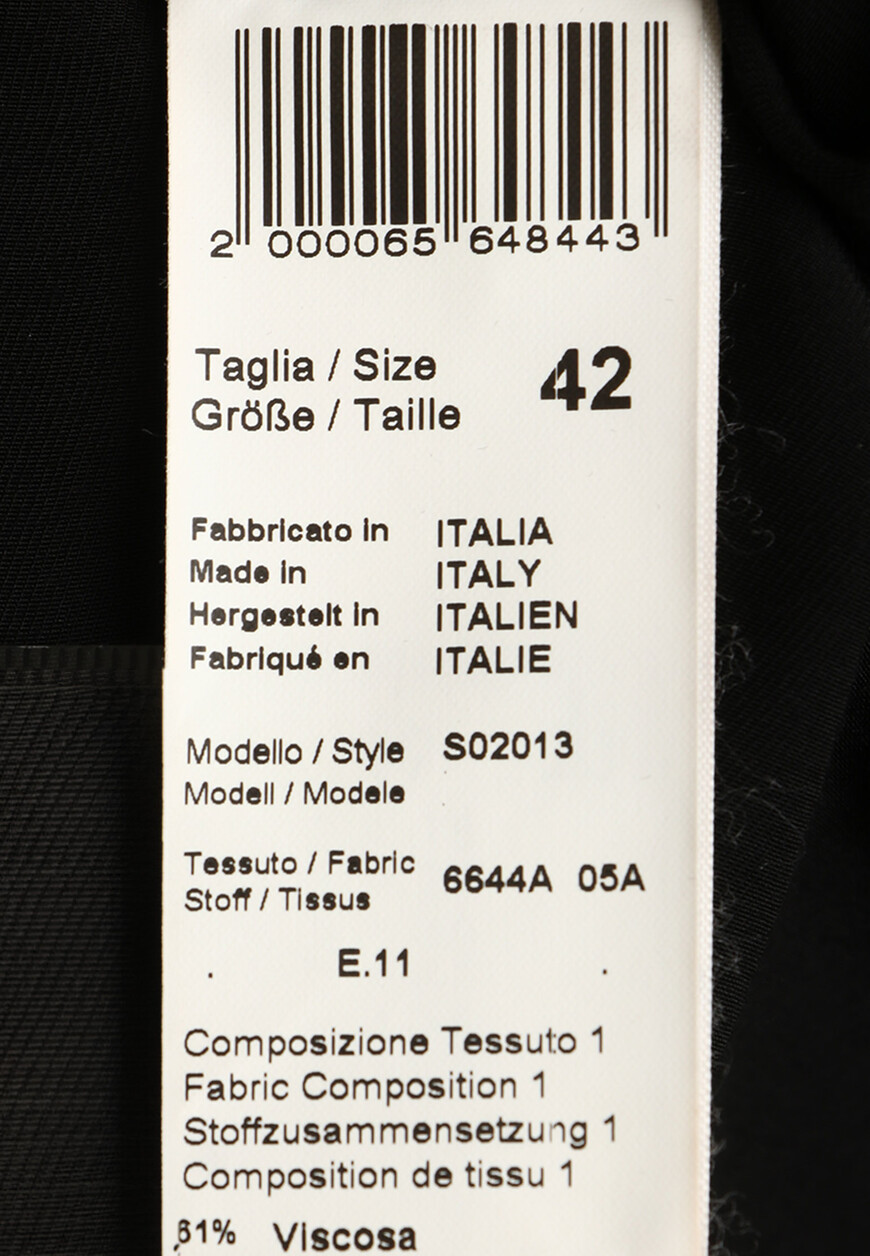 2 000065 648443
Taglia / Size 42
Größe / Taille
Fabbricato in ITALIA
Made in ITALY
Hergestelt in ITALIEN
Fabriqué en ITALIE
Modello / Style S02013
Modell / Modele
Tessuto / Fabric 6644A 05A
Stoff / Tissus
. E.11 .
Composizione Tessuto 1
Fabric Composition 1
Stoffzusammensetzung 1
Composition de tissu 1
Viscosa